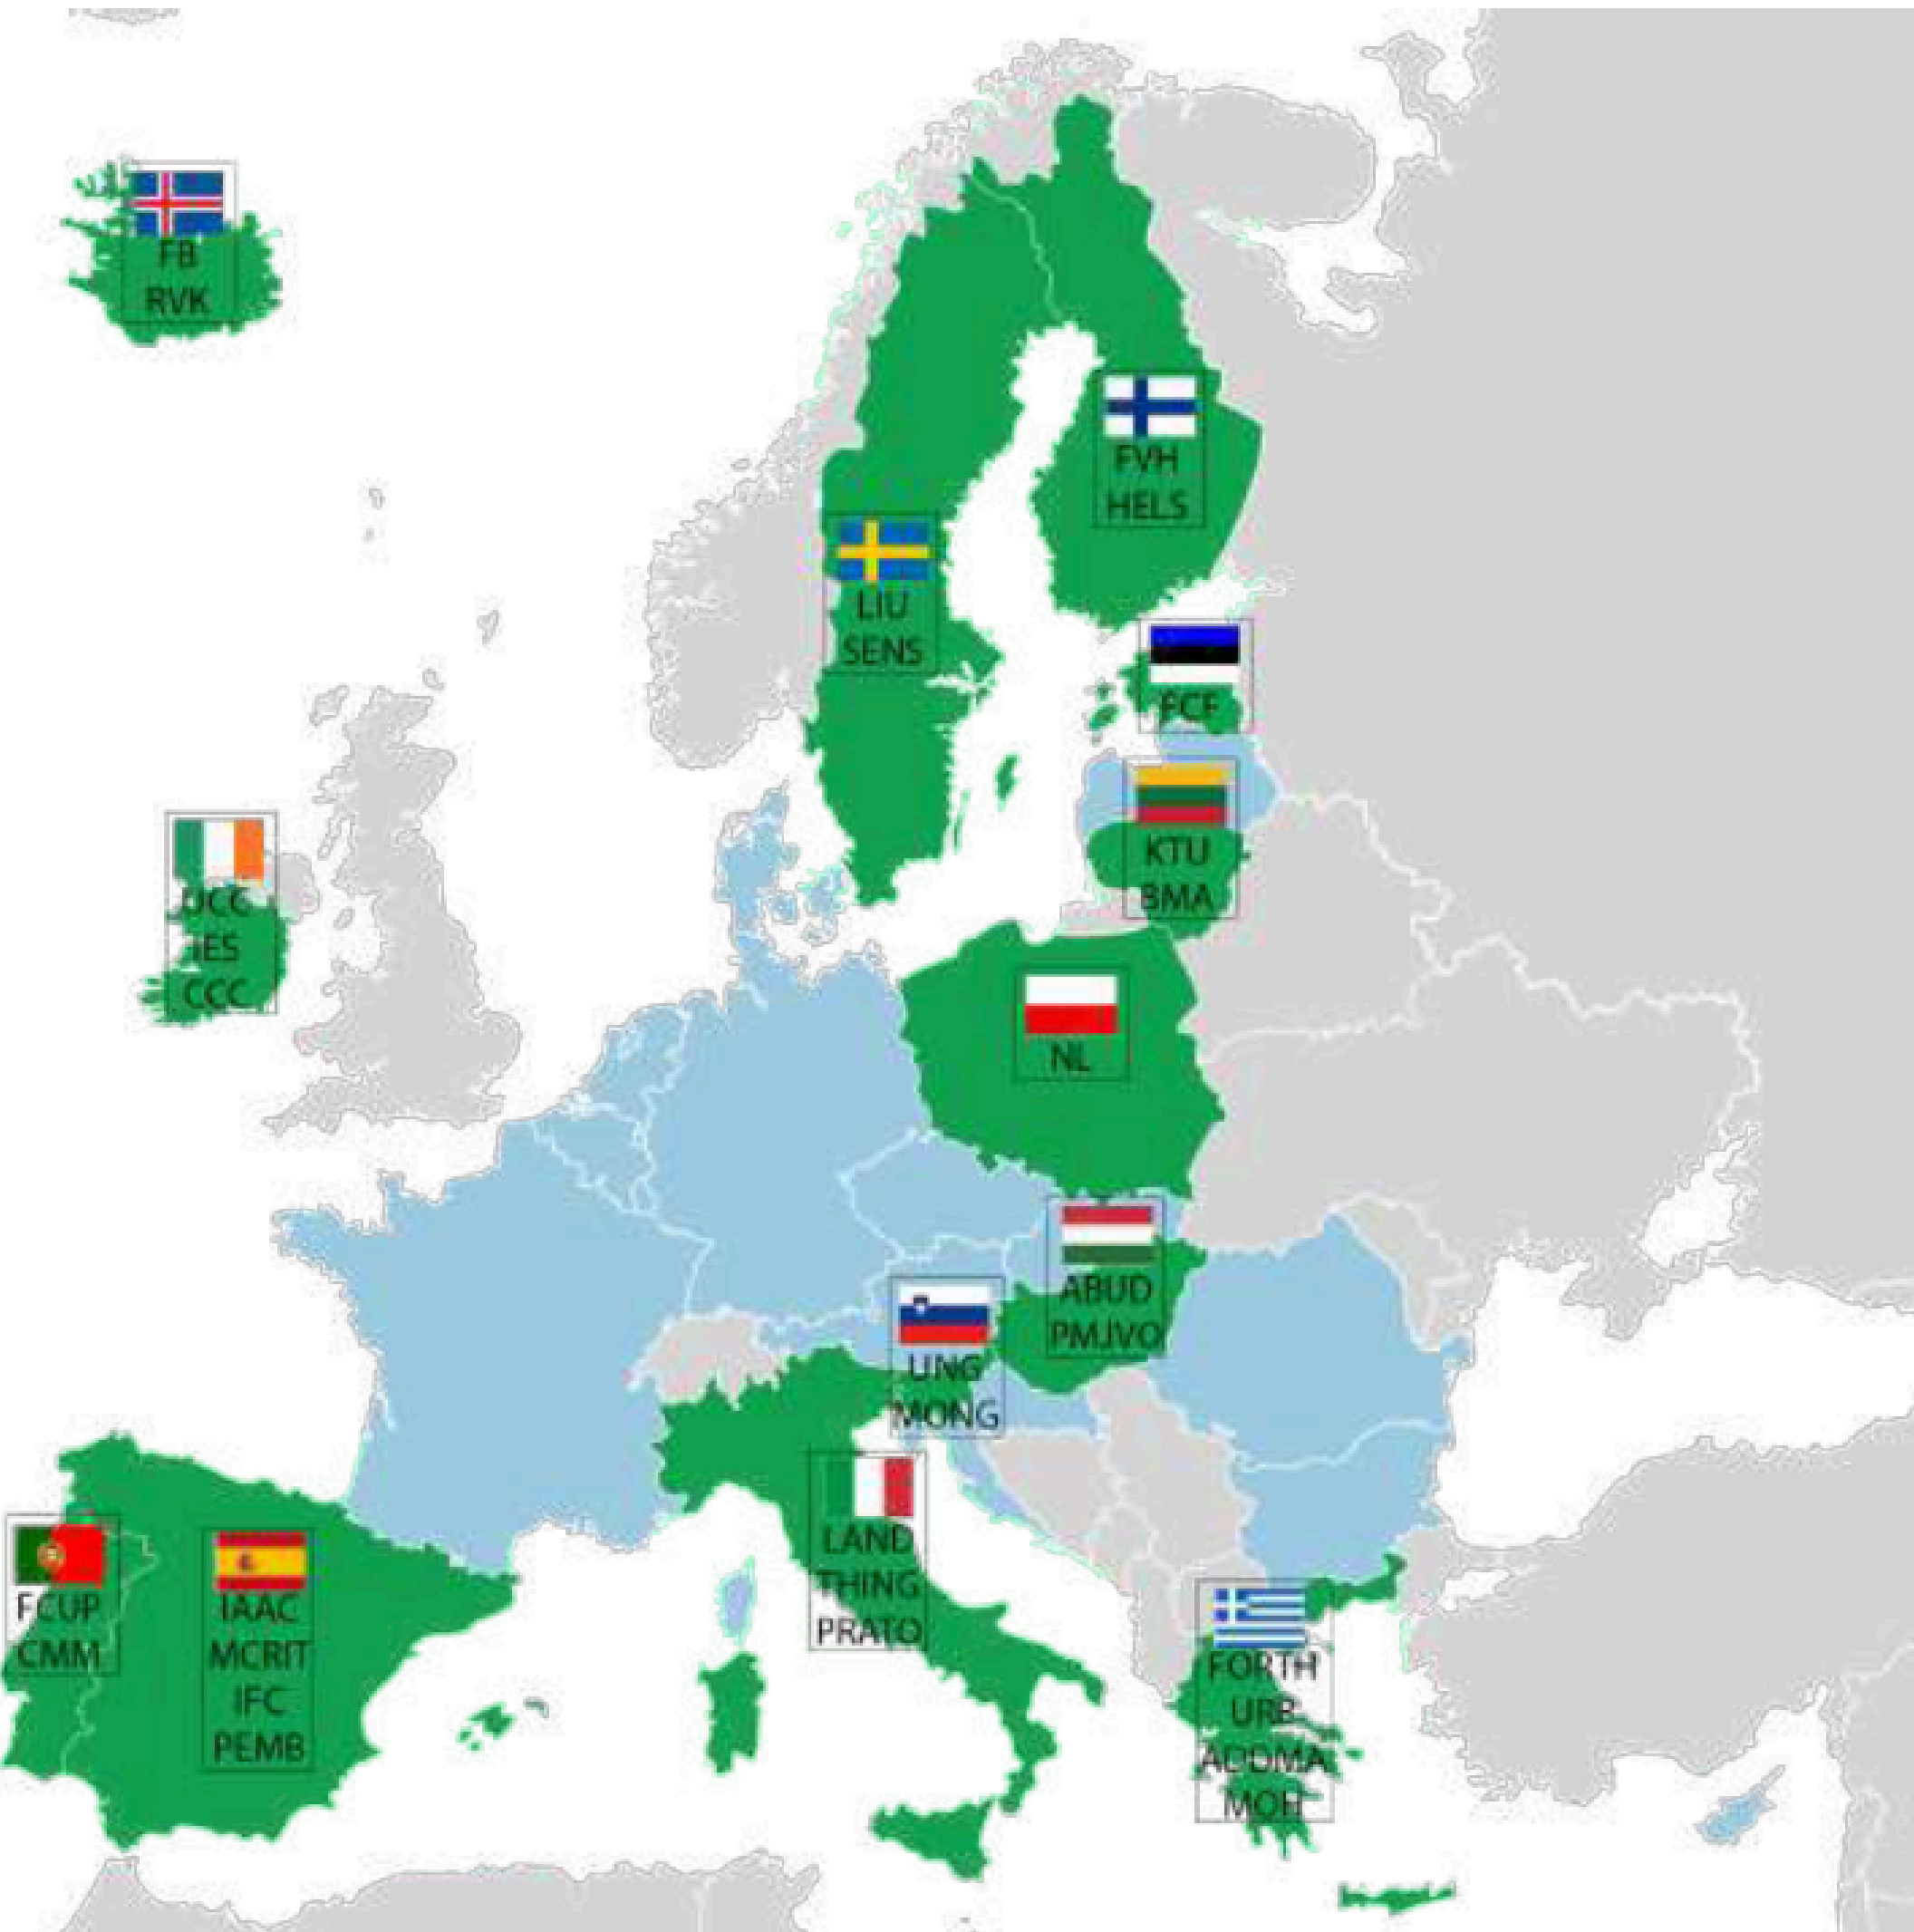 FB
RVK
FVH
HELS
LIU
SENS
FCF
KTU
BMA
UCC
IES
CCC
NL
ABUD
PMJVO
UNG
MONG
LAND
THING
PRATO
FCUP
CMM
IAAC
MCRIT
IFC
PEMB
FORTH
URB
ADDMA
MOH